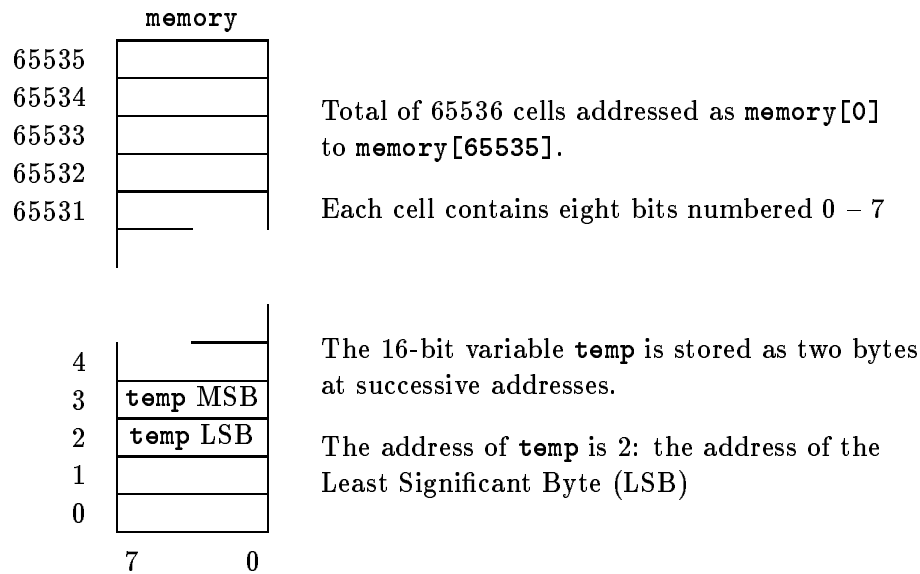 memory
65535
65534
65533
65532
65531
Total of 65536 cells addressed as memory[0]
to memory[65535].
Each cell contains eight bits numbered 0 – 7
4
3 temp MSB
2 temp LSB
1
0
7 0
The 16-bit variable temp is stored as two bytes
at successive addresses.
The address of temp is 2: the address of the
Least Significant Byte (LSB)